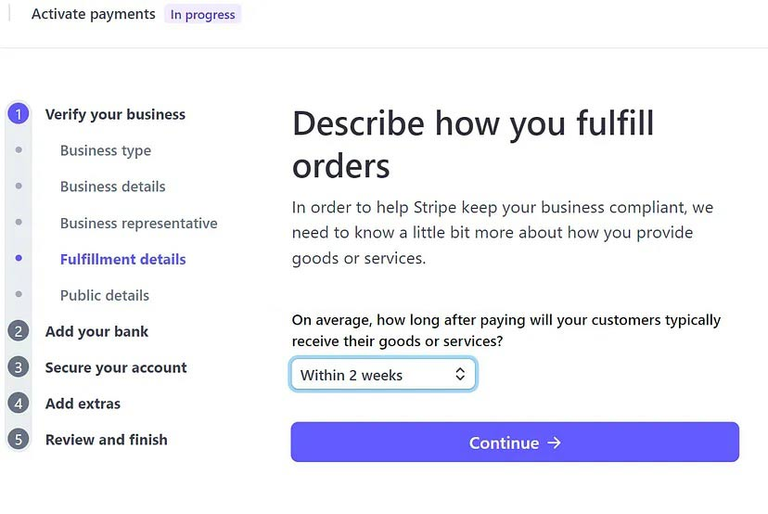 Activate payments In progress
1 Verify your business
Business type
Business details
Business representative
Fulfillment details
Public details
2 Add your bank
3 Secure your account
4 Add extras
5 Review and finish
Describe how you fulfill
orders
In order to help Stripe keep your business compliant, we
need to know a little bit more about how you provide
goods or services.
On average, how long after paying will your customers typically
receive their goods or services?
Within 2 weeks
Continue →